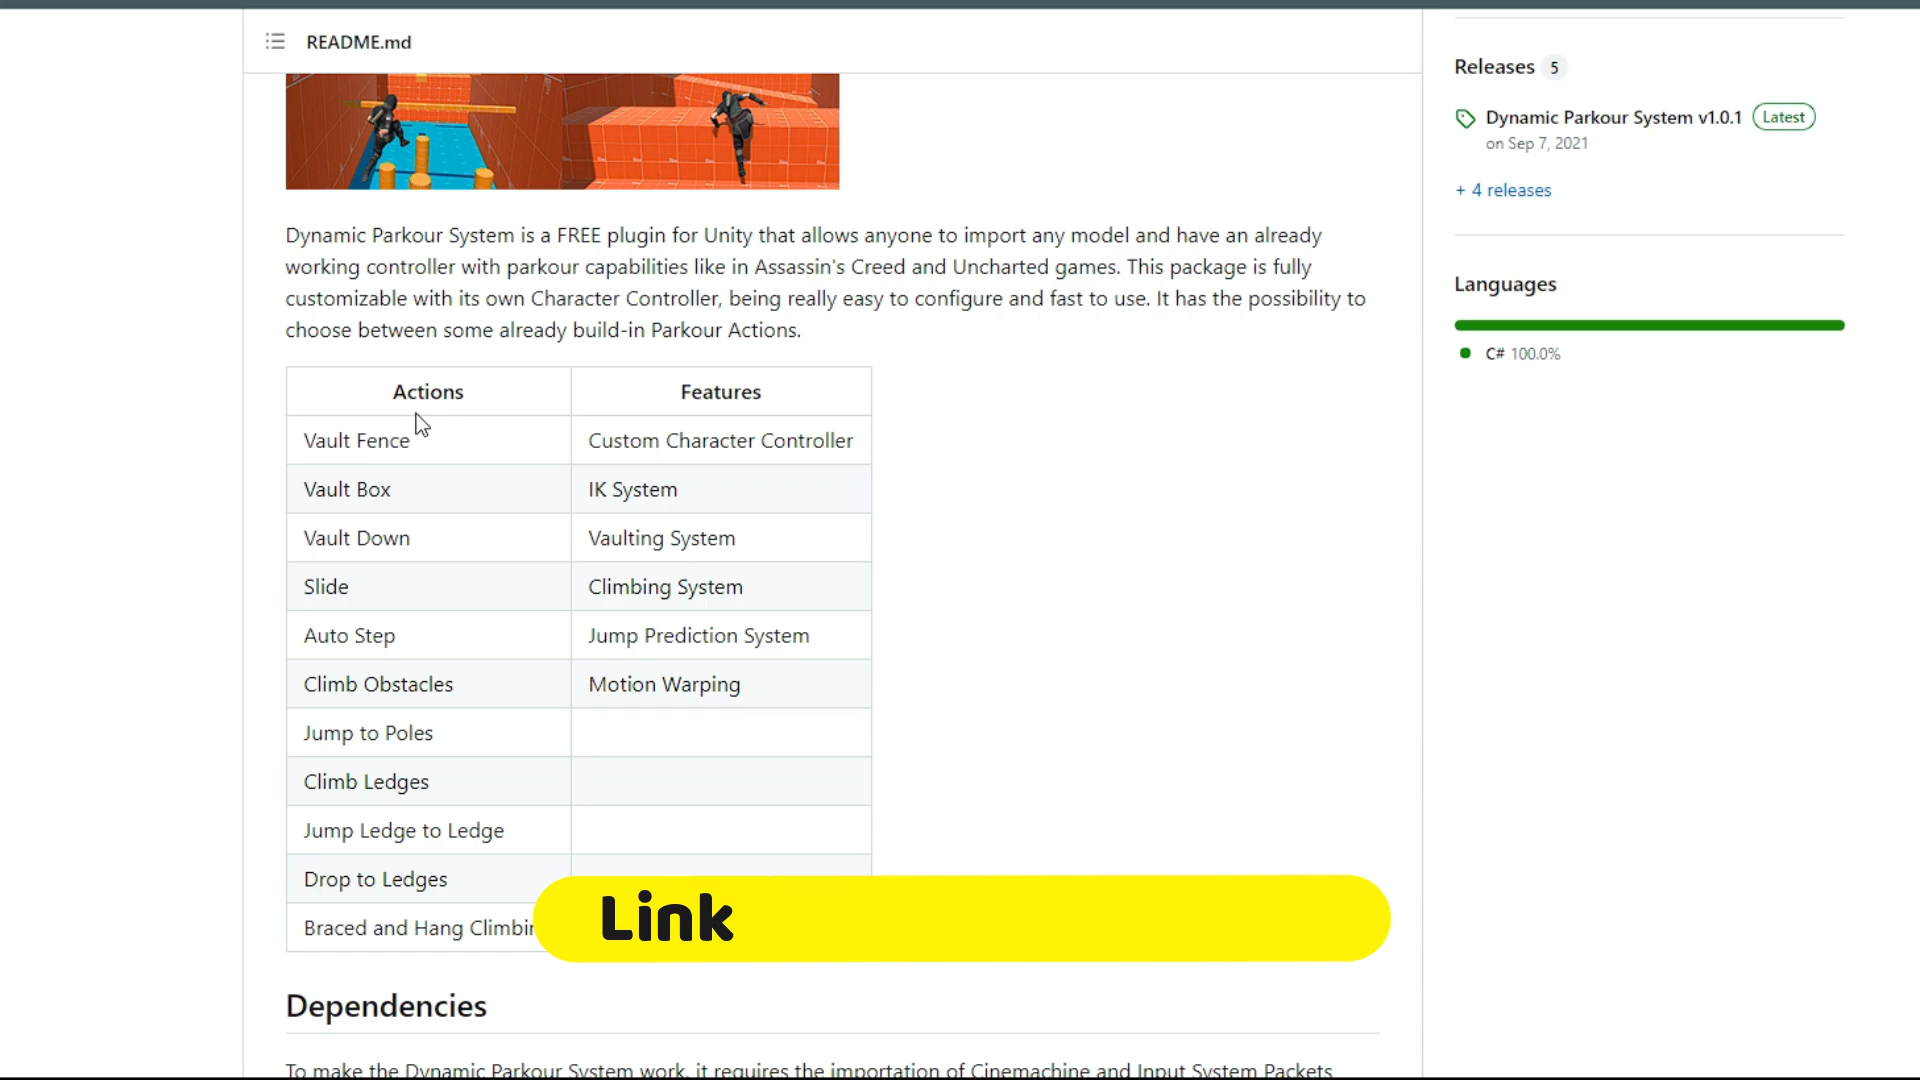 README.md
Dynamic Parkour System is a FREE plugin for Unity that allows anyone to import any model and have an already
working controller with parkour capabilities like in Assassin's Creed and Uncharted games. This package is fully
customizable with its own Character Controller, being really easy to configure and fast to use. It has the possibility to
choose between some already build-in Parkour Actions.
Actions Features
Vault Fence Custom Character Controller
Vault Box IK System
Vault Down Vaulting System
Slide Climbing System
Auto Step Jump Prediction System
Climb Obstacles Motion Warping
Jump to Poles
Climb Ledges
Jump Ledge to Ledge
Drop to Ledges
Braced and Hang
Link
Dependencies
To make the Dynamic Parkour System work, it requires the importation of Cinemachine and Input System Packets
Releases 5
Dynamic Parkour System v1.0.1 Latest
on Sep 7, 2021
+ 4 releases
Languages
C# 100.0%